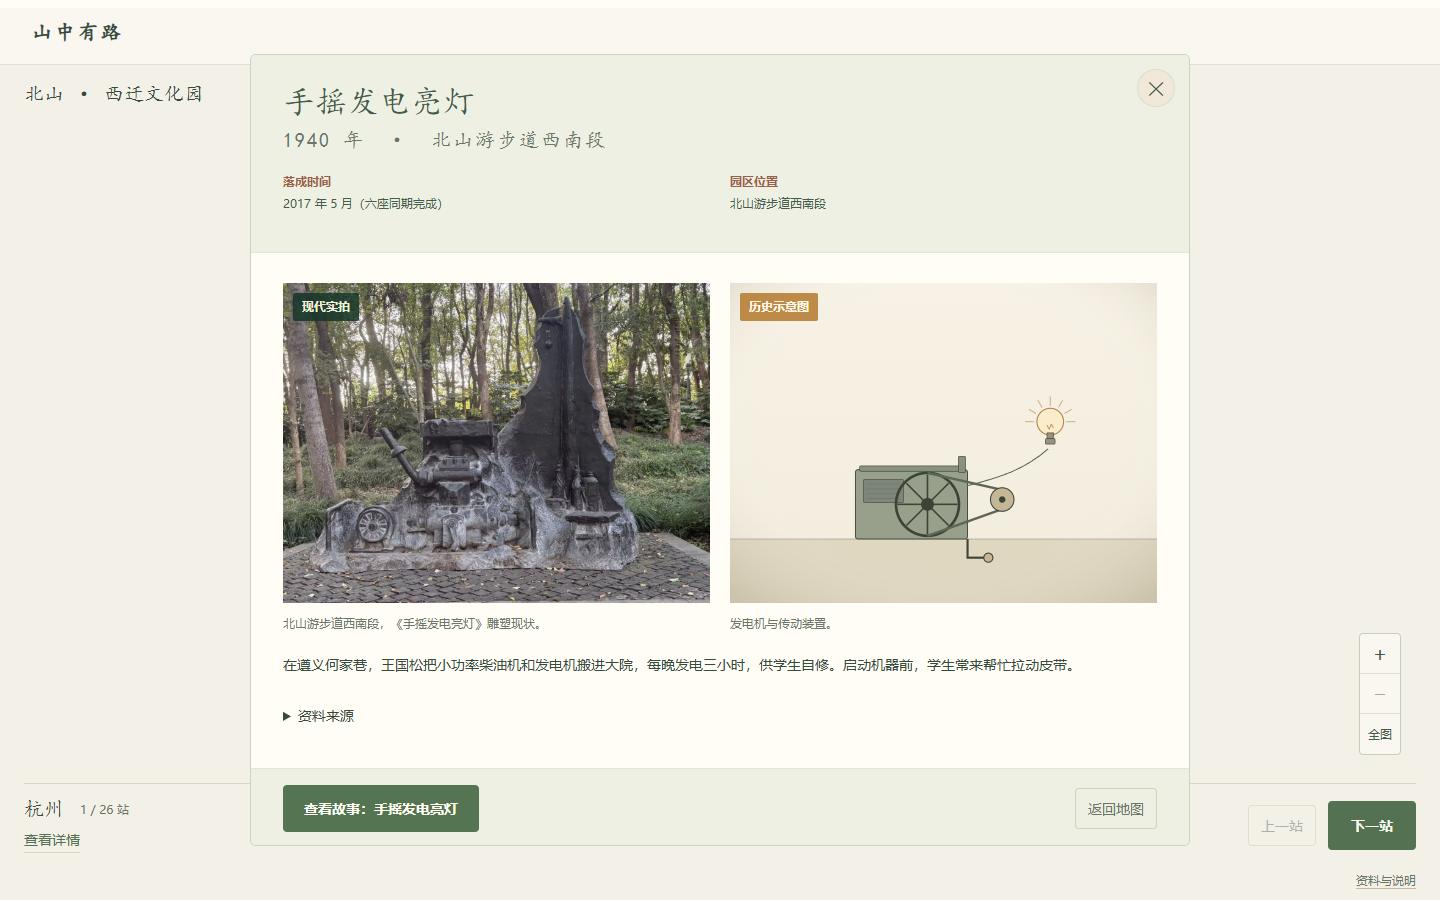 山中有路
北山 • 西迁文化园
手摇发电亮灯
1940 年 • 北山游步道西南段
落成时间
2017 年 5 月（六座同期完成）
园区位置
北山游步道西南段
现代实拍
历史示意图
北山游步道西南段，《手摇发电亮灯》雕塑现状。
发电机与传动装置。
在遵义何家巷，王国松把小功率柴油机和发电机搬进大院，每晚发电三小时，供学生自修。启动机器前，学生常来帮忙拉动皮带。
▶ 资料来源
+
−
全图
杭州 1 / 26 站
查看详情
查看故事：手摇发电亮灯
返回地图
上一站
下一站
资料与说明